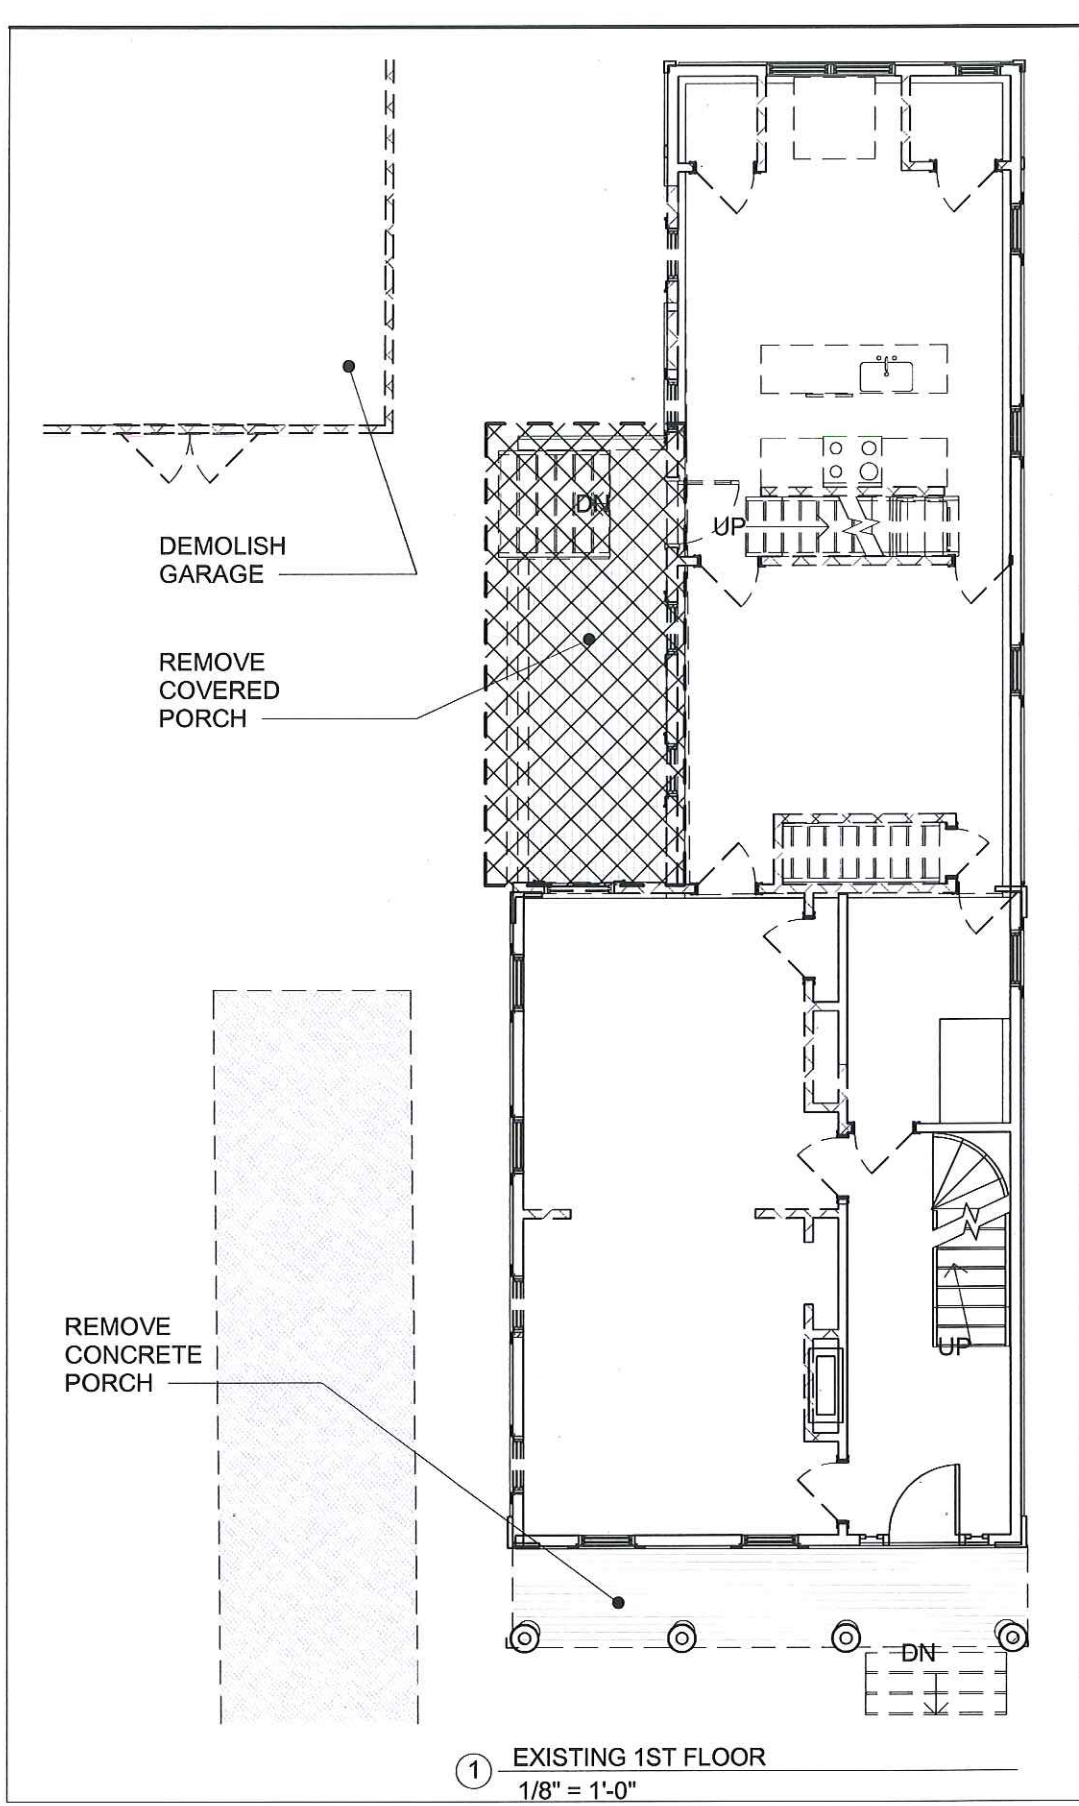 DN
UP
DEMOLISH
GARAGE
REMOVE
COVERED
PORCH
REMOVE
CONCRETE
PORCH
UP
DN
1 EXISTING 1ST FLOOR
1/8" = 1'-0"